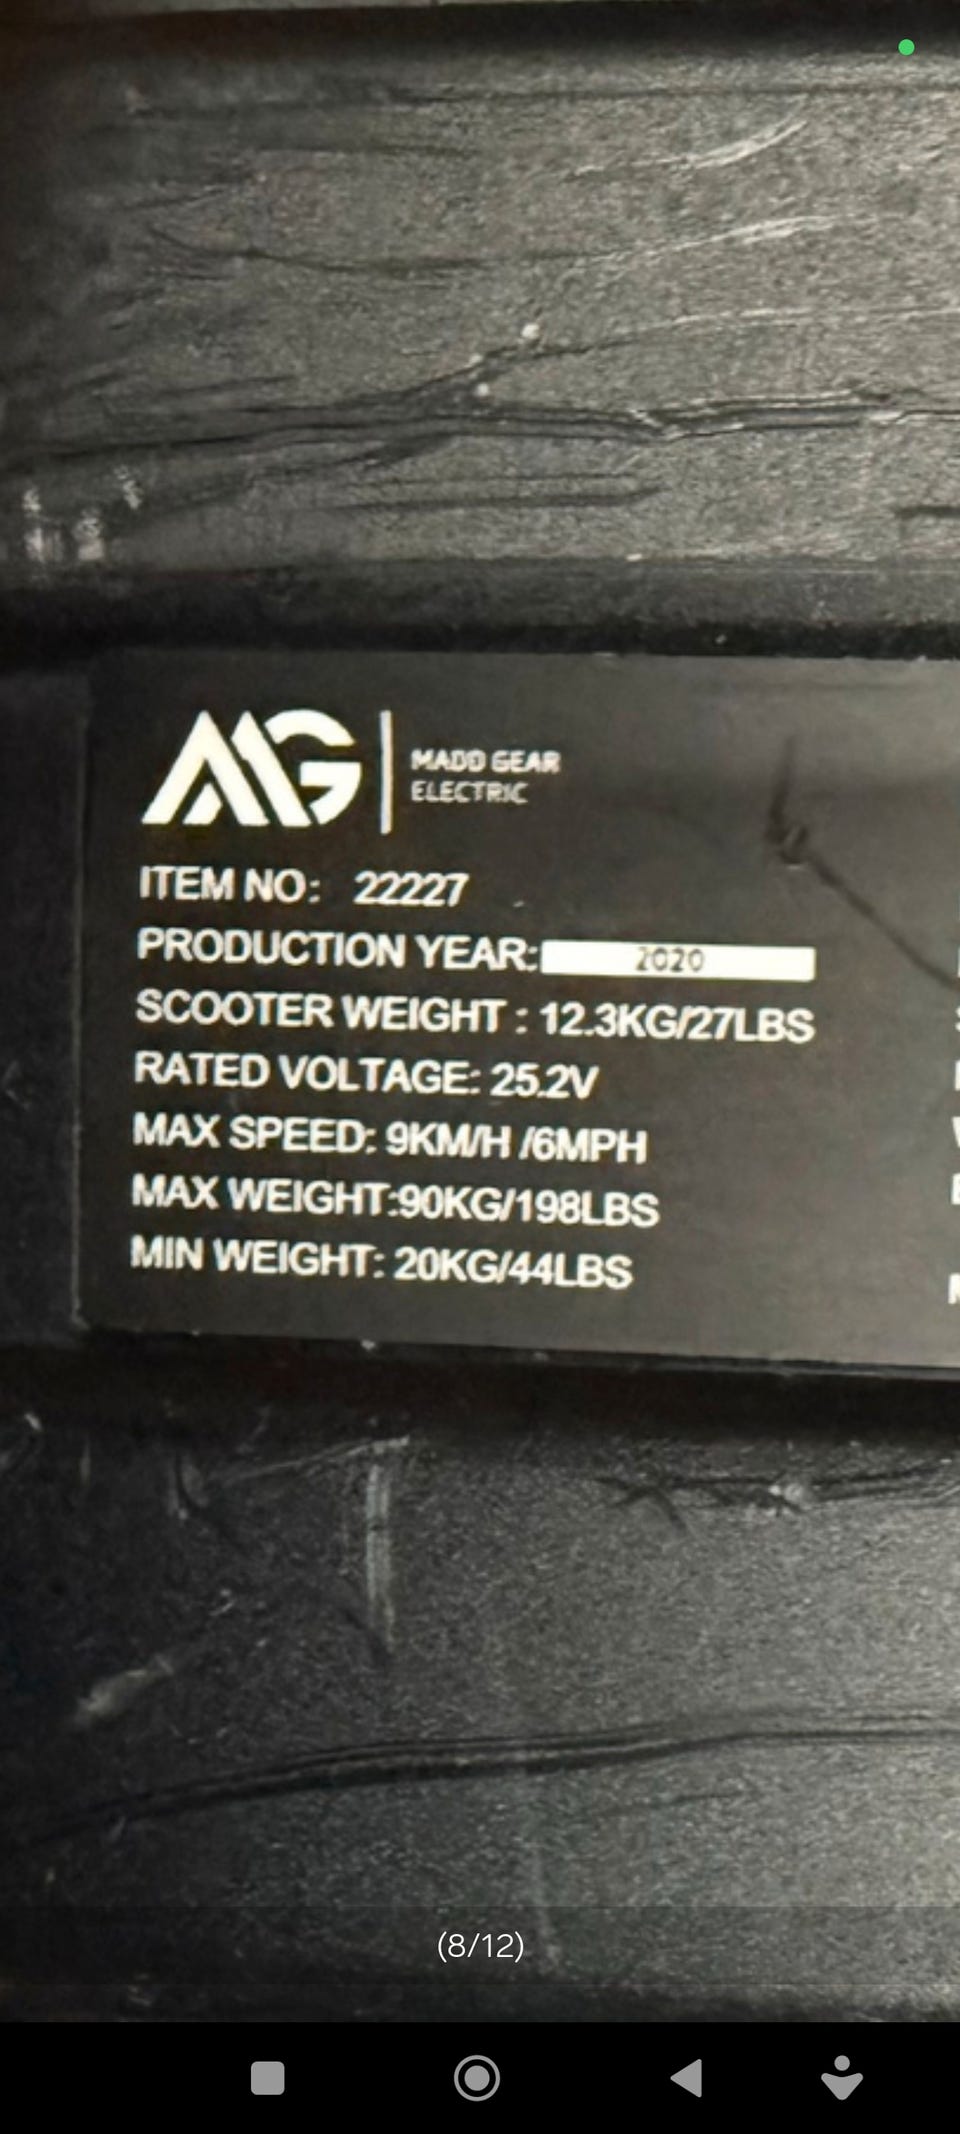 MG
MADD GEAR
ELECTRIC
ITEM NO: 22227
PRODUCTION YEAR: 2020
SCOOTER WEIGHT : 12.3KG/27LBS
RATED VOLTAGE: 25.2V
MAX SPEED: 9KM/H /6MPH
MAX WEIGHT:90KG/198LBS
MIN WEIGHT: 20KG/44LBS
(8/12)